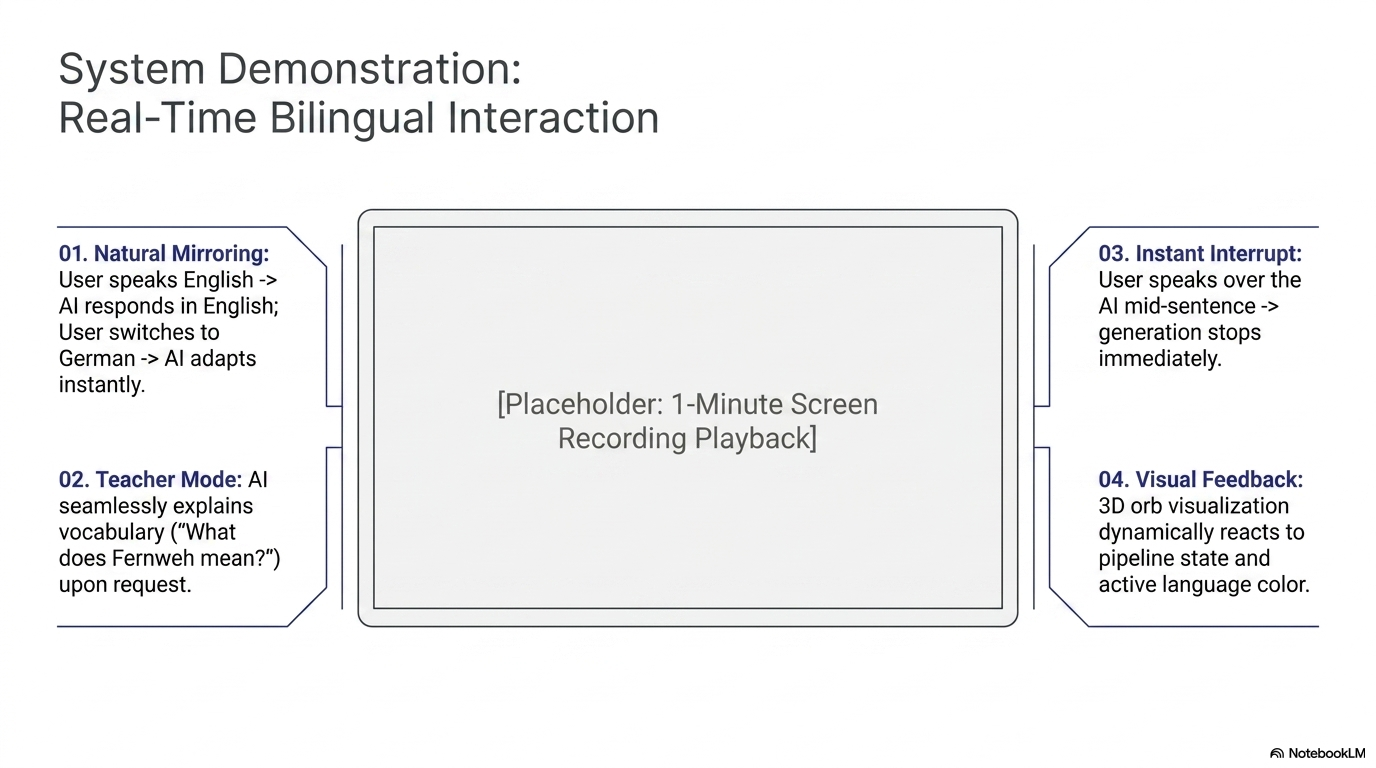 System Demonstration:
Real-Time Bilingual Interaction
01. Natural Mirroring:
User speaks English ->
AI responds in English;
User switches to
German -> AI adapts
instantly.
02. Teacher Mode: AI
seamlessly explains
vocabulary (“What
does Fernweh mean?”)
upon request.
[Placeholder: 1-Minute Screen
Recording Playback]
03. Instant Interrupt:
User speaks over the
AI mid-sentence ->
generation stops
immediately.
04. Visual Feedback:
3D orb visualization
dynamically reacts to
pipeline state and
active language color.
NotebookLM